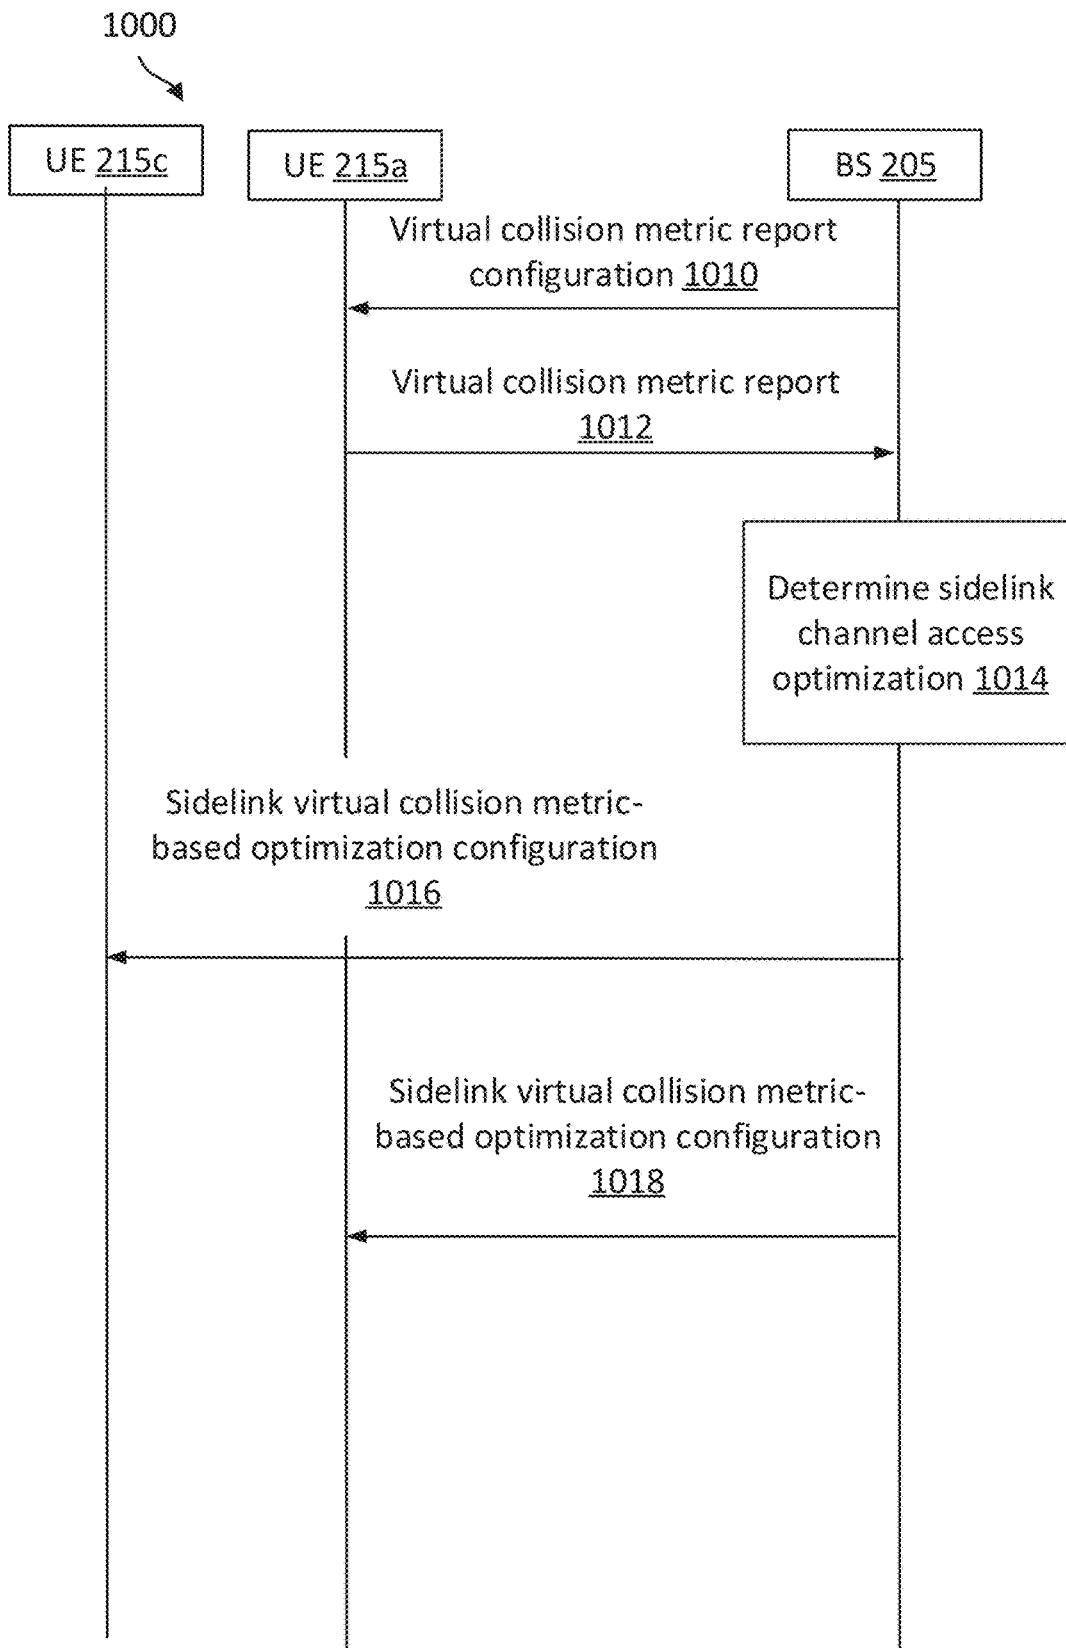 1000
UE 215c
UE 215a
BS 205
Virtual collision metric report
configuration 1010
Virtual collision metric report
1012
Determine sidelink
channel access
optimization 1014
Sidelink virtual collision metric-
based optimization configuration
1016
Sidelink virtual collision metric-
based optimization configuration
1018